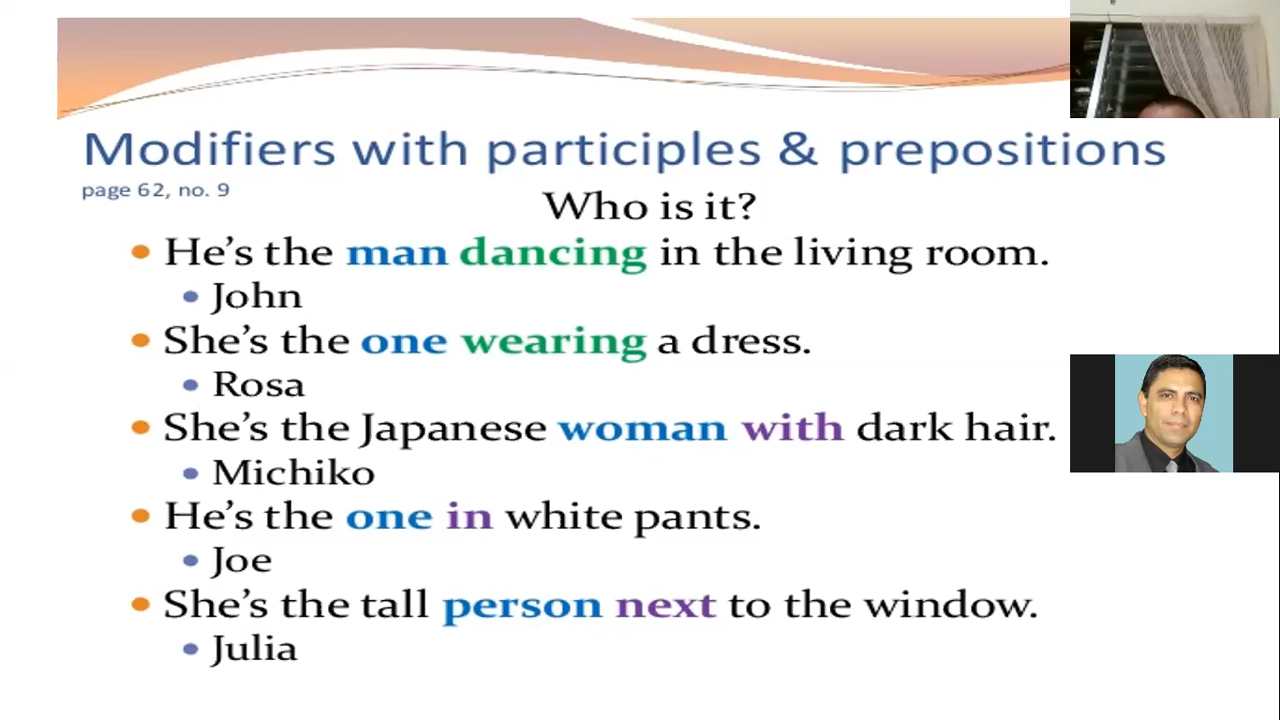 Modifiers with participles & prepositions
page 62, no. 9
Who is it?
He’s the man dancing in the living room.
John
She’s the one wearing a dress.
Rosa
She’s the Japanese woman with dark hair.
Michiko
He’s the one in white pants.
Joe
She’s the tall person next to the window.
Julia